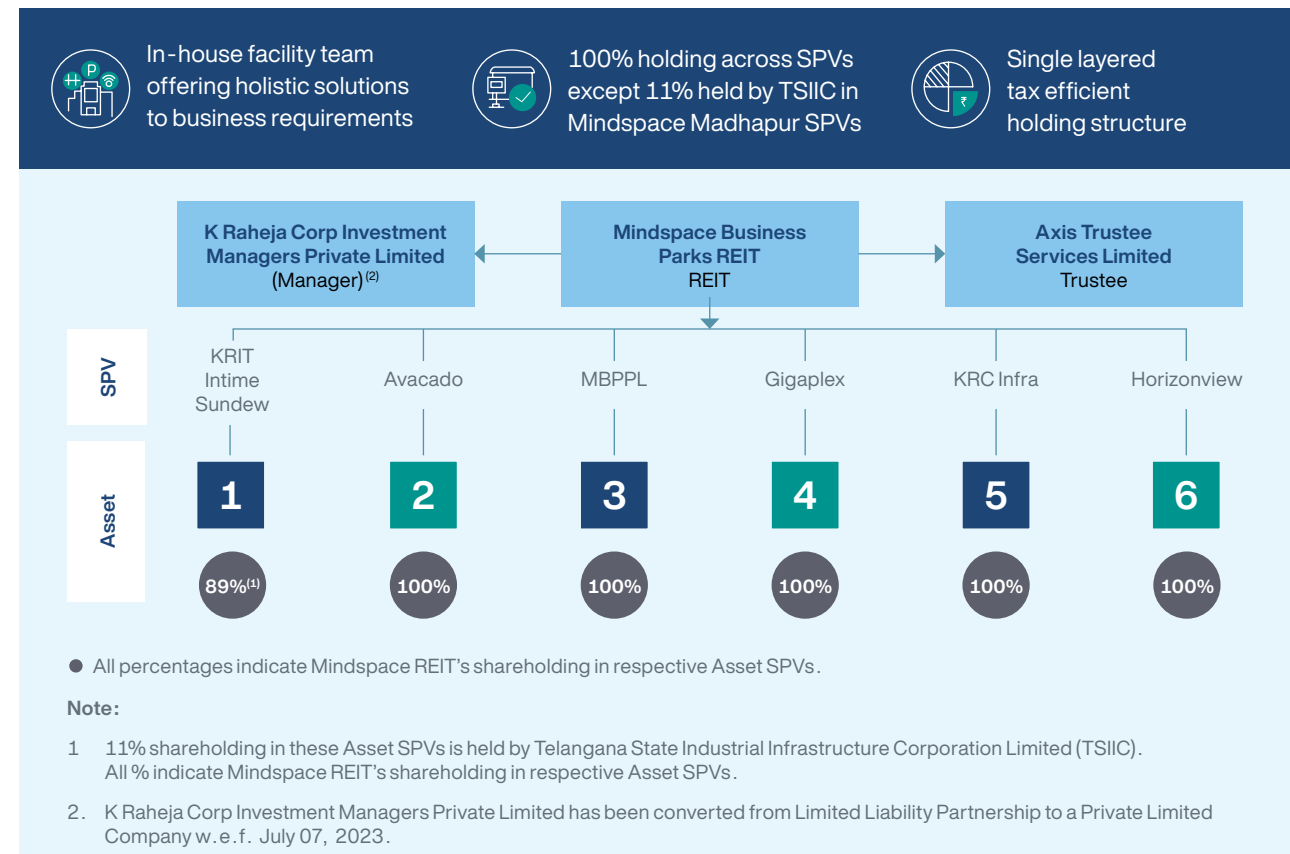 In-house facility team
offering holistic solutions
to business requirements
100% holding across SPVs
except 11% held by TSIIC in
Mindspace Madhapur SPVs
Single layered
tax efficient
holding structure
P
₹
K Raheja Corp Investment
Managers Private Limited
(Manager) (2)
Mindspace Business
Parks REIT
REIT
Axis Trustee
Services Limited
Trustee
SPV
KRIT
Intime
Sundew
Avacado
MBPPL
Gigaplex
KRC Infra
Horizonview
Asset
1
2
3
4
5
6
89%(1)
100%
100%
100%
100%
100%
● All percentages indicate Mindspace REIT's shareholding in respective Asset SPVs.
Note:
1 11% shareholding in these Asset SPVs is held by Telangana State Industrial Infrastructure Corporation Limited (TSIIC).
All % indicate Mindspace REIT's shareholding in respective Asset SPVs.
2. K Raheja Corp Investment Managers Private Limited has been converted from Limited Liability Partnership to a Private Limited
Company w.e.f. July 07, 2023.